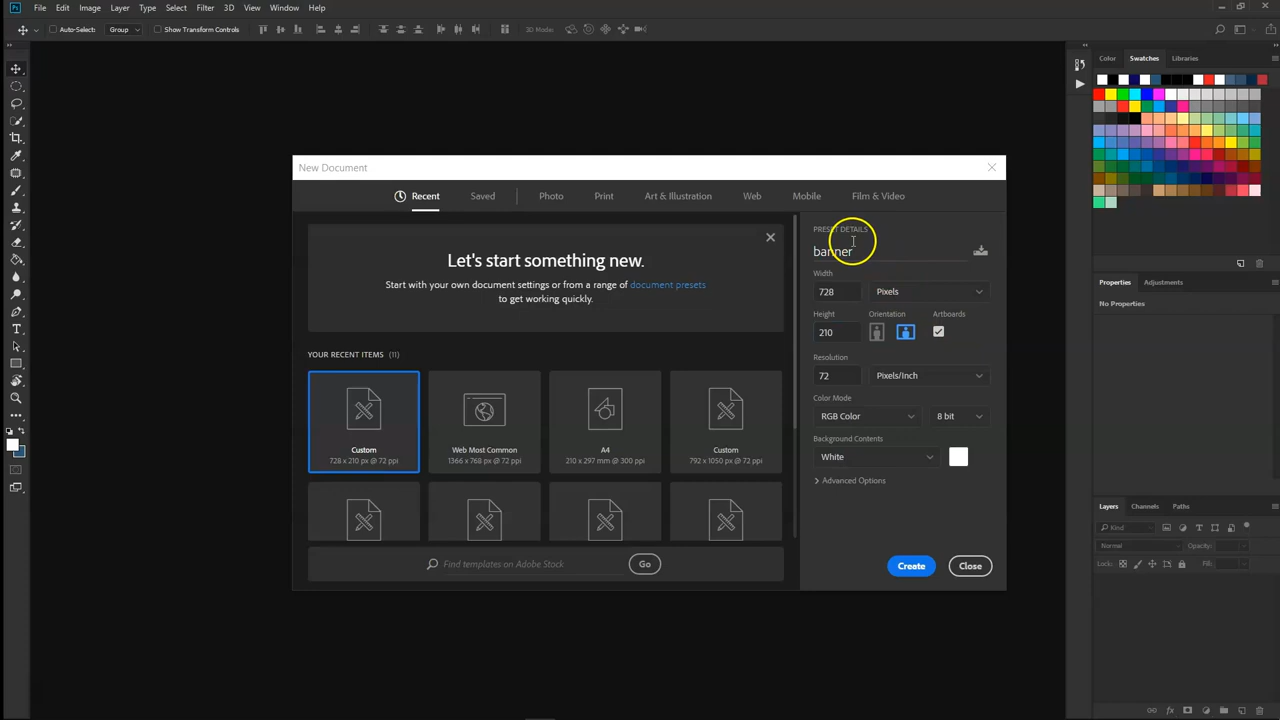 Ps File Edit Image Layer Type Select Filter 3D View Window Help
Auto-Select: Group Show Transform Controls 3D Mode:
Color Swatches Libraries
New Document
Recent Saved Photo Print Art & Illustration Web Mobile Film & Video
Let's start something new.
Start with your own document settings or from a range of document presets
to get working quickly.
YOUR RECENT ITEMS (11)
Custom
728 x 210 px @ 72 ppi
Web Most Common
1366 x 768 px @ 72 ppi
A4
210 x 297 mm @ 300 ppi
Custom
792 x 1050 px @ 72 ppi
Find templates on Adobe Stock Go
PRESET DETAILS
banner
Width
728 Pixels
Height Orientation Artboards
210
Resolution
72 Pixels/Inch
Color Mode
RGB Color 8 bit
Background Contents
White
Advanced Options
Create Close
Properties Adjustments
No Properties
Layers Channels Paths
Kind
Normal Opacity:
Lock: Fill:
fx